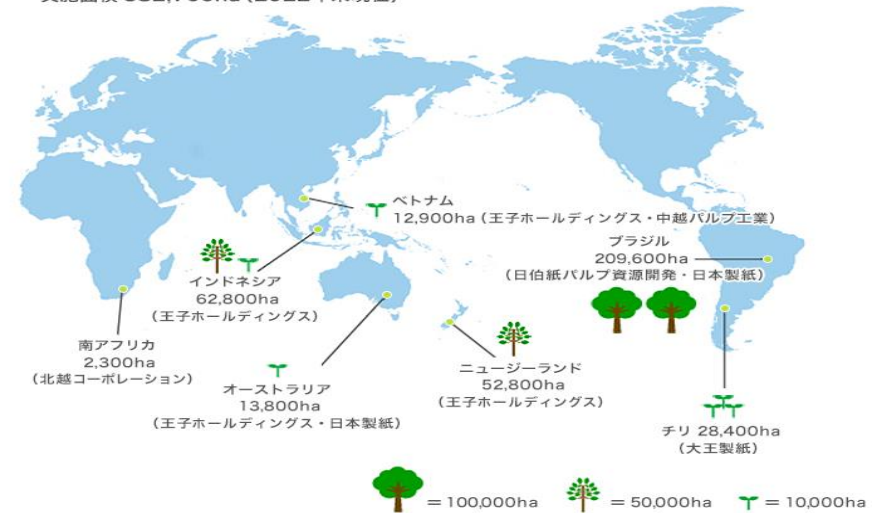 ベトナム
12,900ha（王子ホールディングス・中越パルプ工業）
ブラジル
209,600ha
（日伯紙パルプ資源開発・日本製紙）
インドネシア
62,800ha
（王子ホールディングス）
南アフリカ
2,300ha
（北越コーポレーション）
オーストラリア
13,800ha
（王子ホールディングス・日本製紙）
ニュージーランド
52,800ha
（王子ホールディングス）
チリ 28,400ha
（大王製紙）
＝100,000ha
＝50,000ha
＝10,000ha